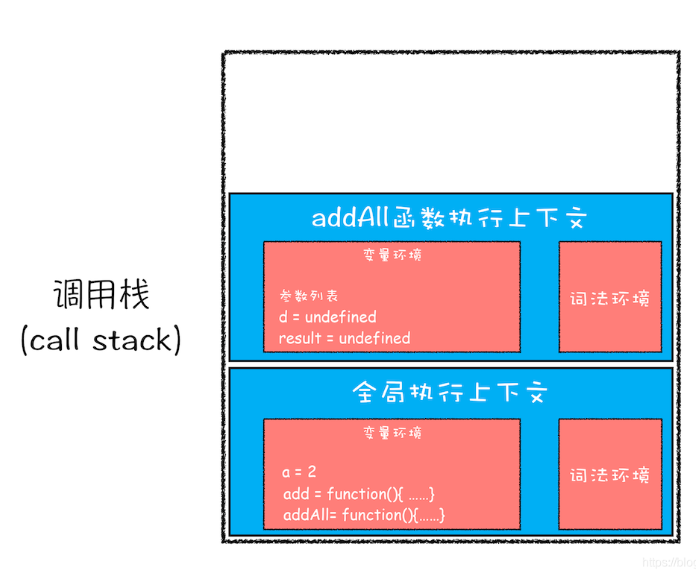 addAll函数执行上下文
变量环境
参数列表
d = undefined
result = undefined
词法环境
调用栈
(call stack)
全局执行上下文
变量环境
a = 2
add = function(){ ……}
addAll= function(){……}
词法环境